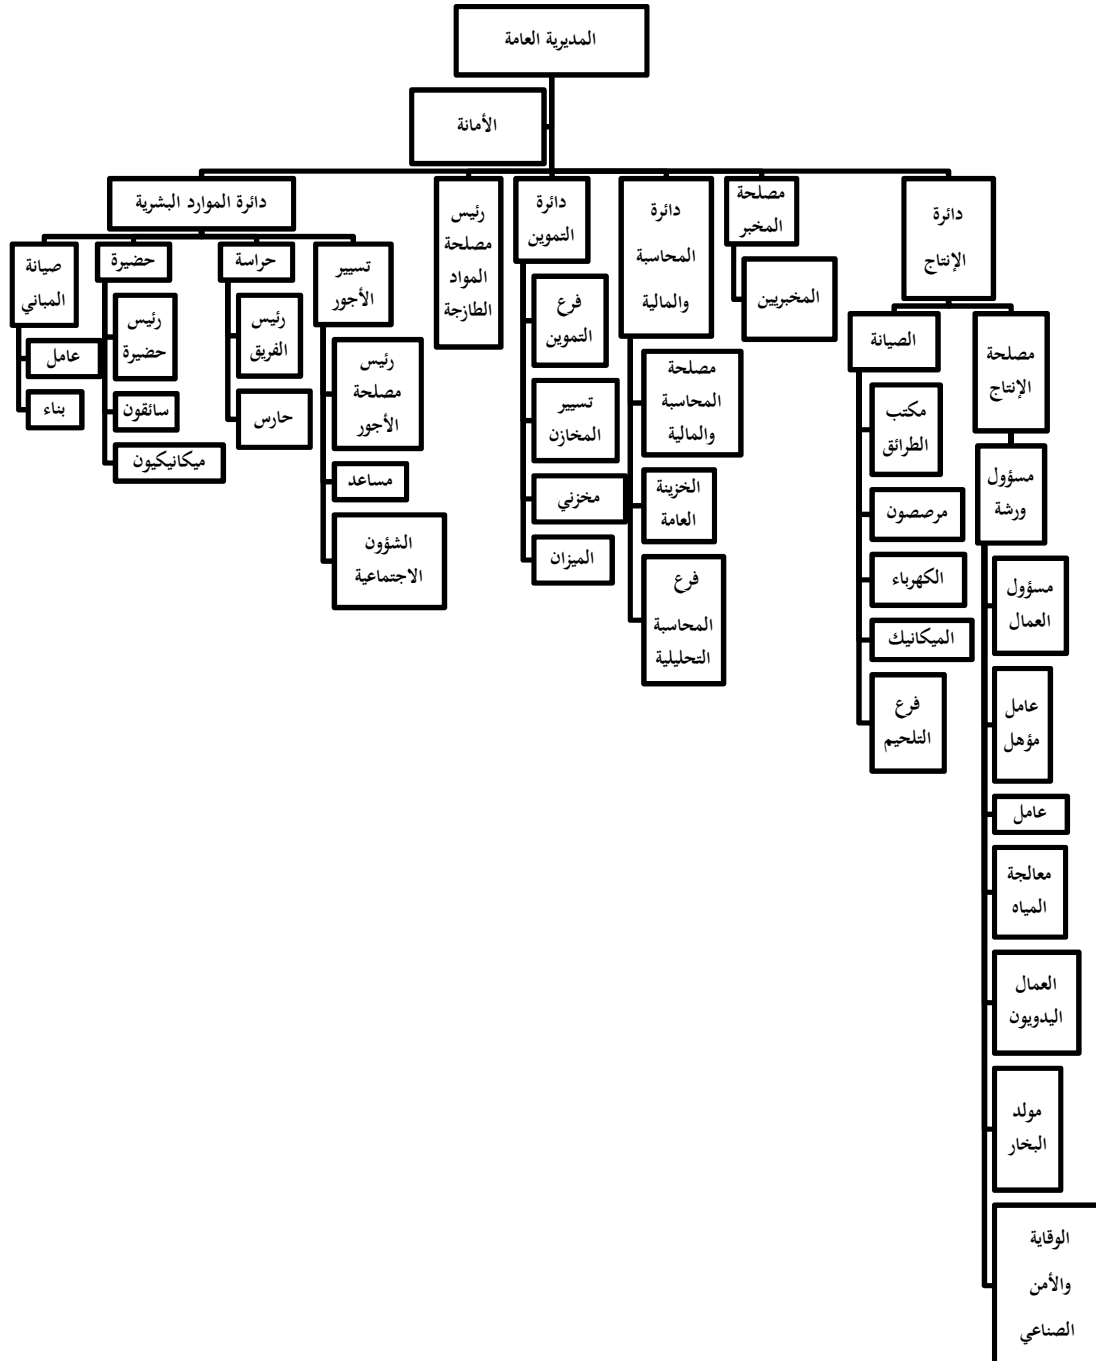 المديرية العامة
الأمانة
دائرة
الإنتاج
مصلحة
الإنتاج
مسؤول
ورشة
مسؤول
العمال
عامل
مؤهل
عامل
معالجة
المياه
العمال
اليدويون
مولد
البخار
الوقاية
والأمن
الصناعي
الصيانة
مكتب
الطرائق
مرصصون
الكهرباء
الميكانيك
فرع
التلحيم
مصلحة
المخبر
المخبريين
دائرة
المحاسبة
والمالية
مصلحة
المحاسبة
والمالية
الخزينة
العامة
فرع
المحاسبة
التحليلية
دائرة
التموين
فرع
التموين
تسيير
المخازن
مخزني
الميزان
رئيس
مصلحة
المواد
الطازجة
دائرة الموارد البشرية
تسيير
الأجور
رئيس
مصلحة
الأجور
مساعد
الشؤون
الاجتماعية
حراسة
رئيس
الفريق
حارس
حضيرة
رئيس
حضيرة
سائقون
ميكانيكيون
صيانة
المباني
عامل
بناء